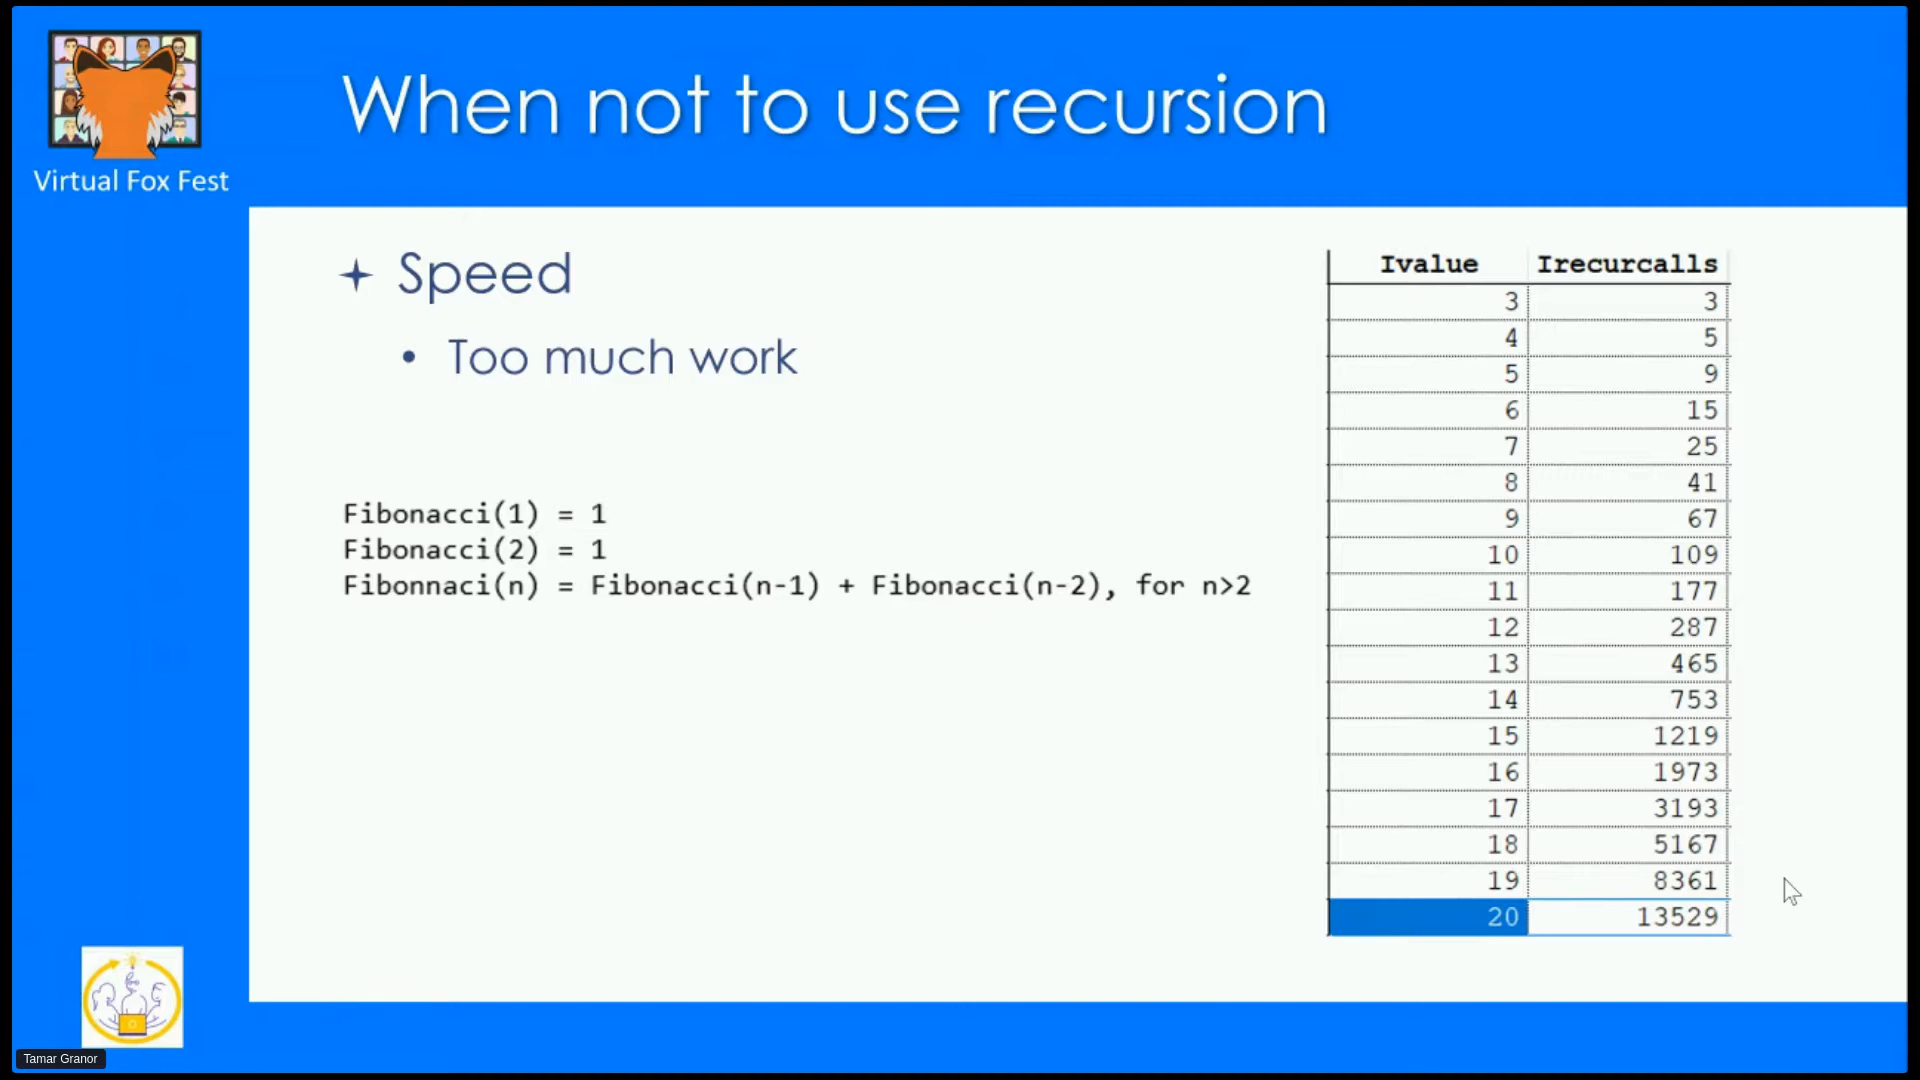 When not to use recursion
Virtual Fox Fest
Speed
• Too much work
Fibonacci(1) = 1
Fibonacci(2) = 1
Fibonnaci(n) = Fibonacci(n-1) + Fibonacci(n-2), for n>2
Ivalue Irecurcalls
3 3
4 5
5 9
6 15
7 25
8 41
9 67
10 109
11 177
12 287
13 465
14 753
15 1219
16 1973
17 3193
18 5167
19 8361
20 13529
Tamar Granor